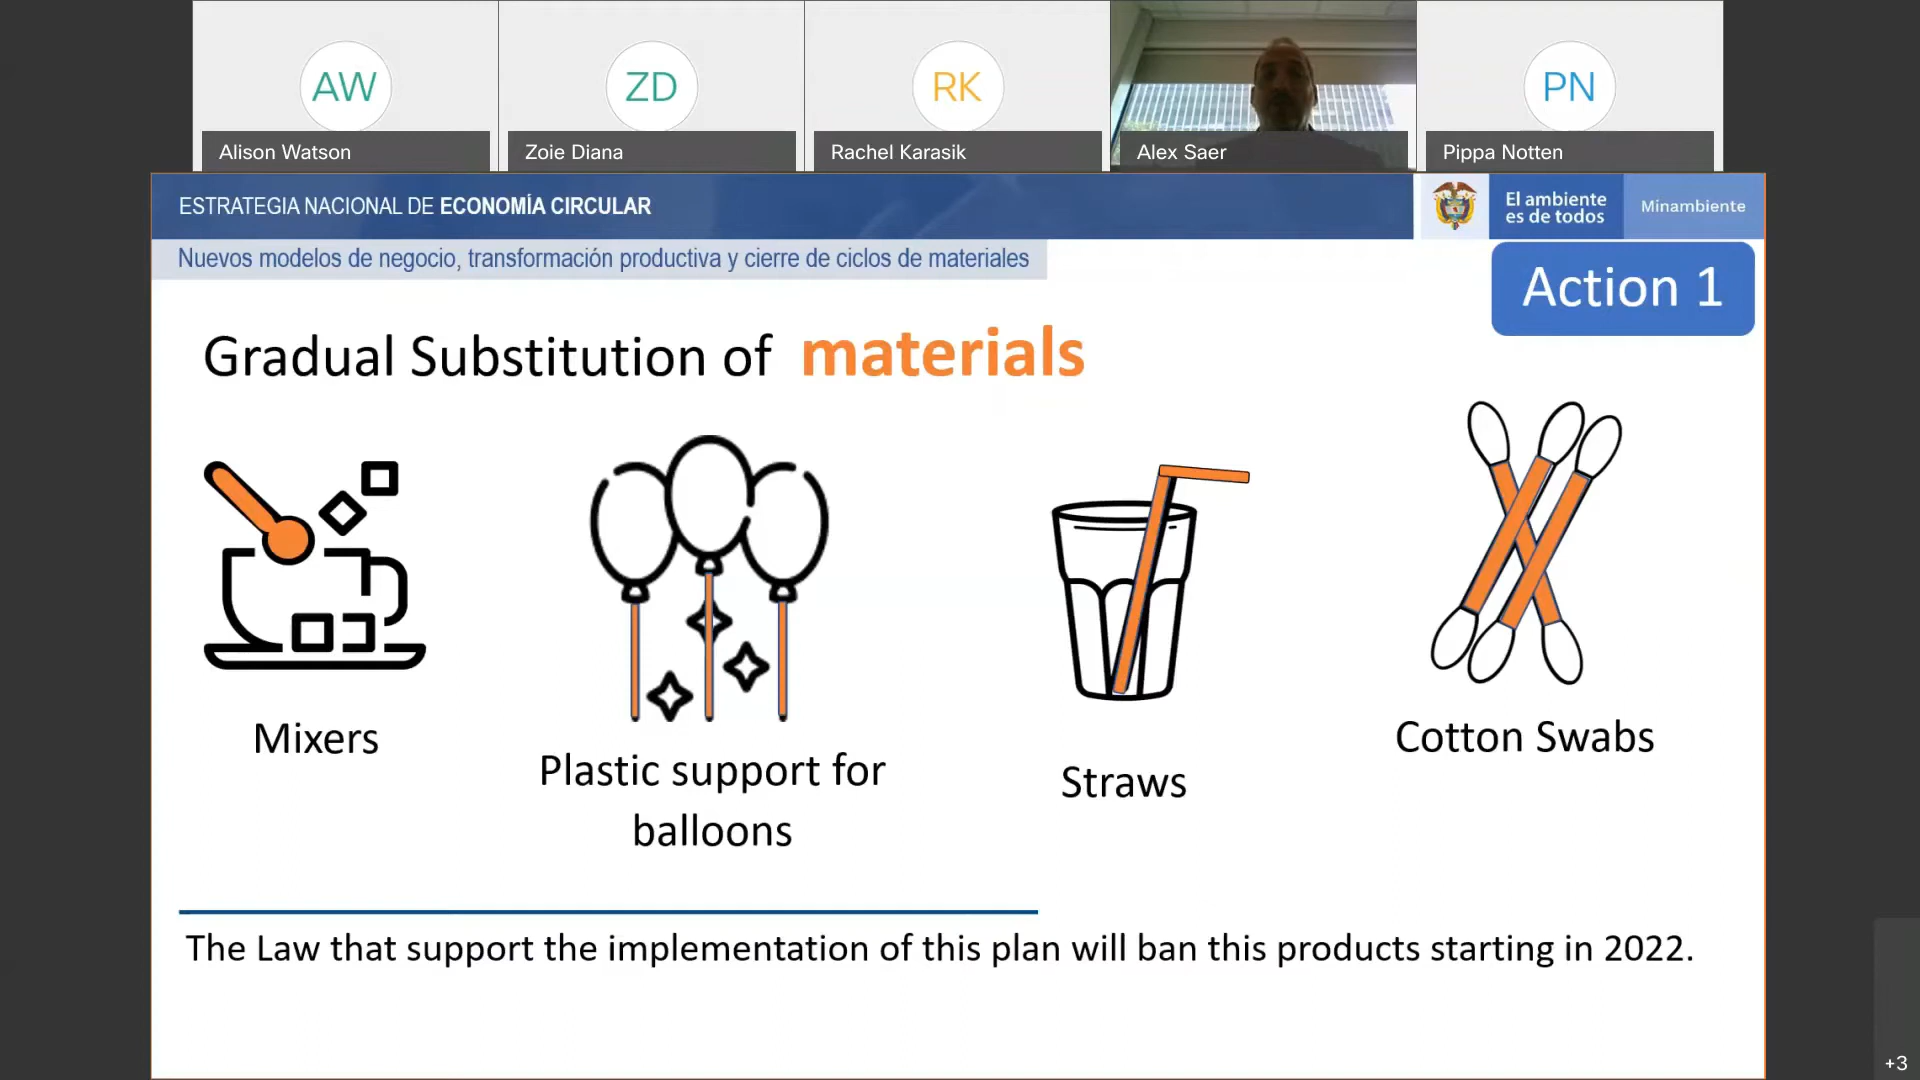 AW
ZD
RK
PN
Alison Watson
Zoie Diana
Rachel Karasik
Alex Saer
Pippa Notten
ESTRATEGIA NACIONAL DE ECONOMÍA CIRCULAR
El ambiente
es de todos
Minambiente
Nuevos modelos de negocio, transformación productiva y cierre de ciclos de materiales
Action 1
Gradual Substitution of materials
Mixers
Plastic support for
balloons
Straws
Cotton Swabs
The Law that support the implementation of this plan will ban this products starting in 2022.
+3